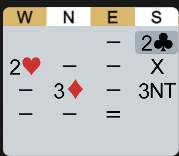 W N E S
– 2♣
2♥ – – X
– 3♦ – 3NT
– – =